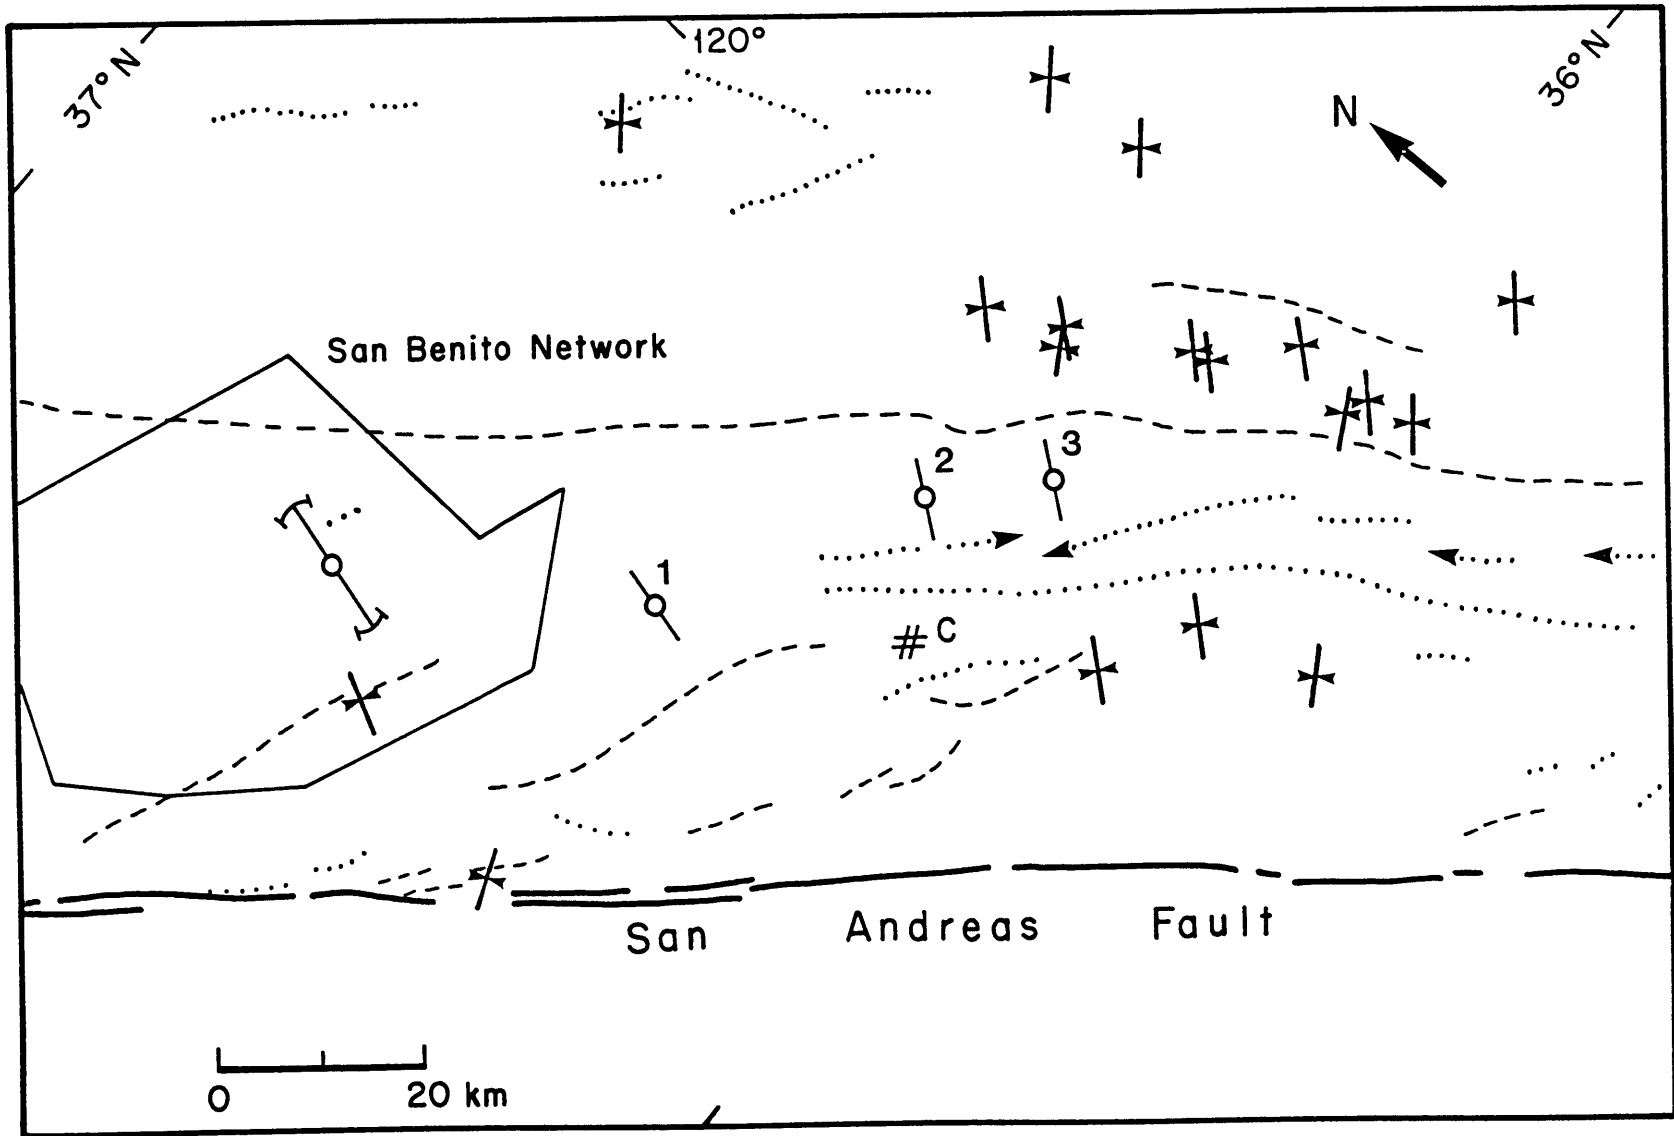 37° N
120°
36° N
N
San Benito Network
2
3
1
# C
San Andreas Fault
0 20 km